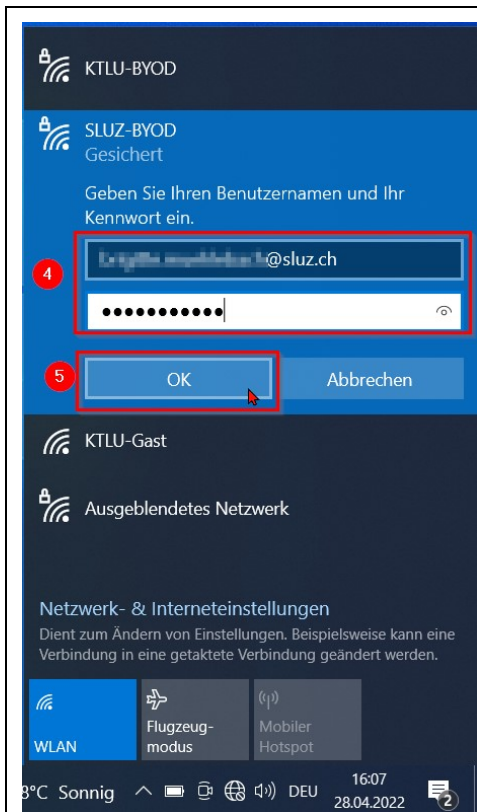 KTLU-BYOD
SLUZ-BYOD
Gesichert
Geben Sie Ihren Benutzernamen und Ihr
Kennwort ein.
4
@sluz.ch
●●●●●●●●●●●
5
OK
Abbrechen
KTLU-Gast
Ausgeblendetes Netzwerk
Netzwerk- & Interneteinstellungen
Dient zum Ändern von Einstellungen. Beispielsweise kann eine
Verbindung in eine getaktete Verbindung geändert werden.
WLAN
Flugzeug-
modus
Mobiler
Hotspot
8°C Sonnig
DEU
16:07
28.04.2022
2